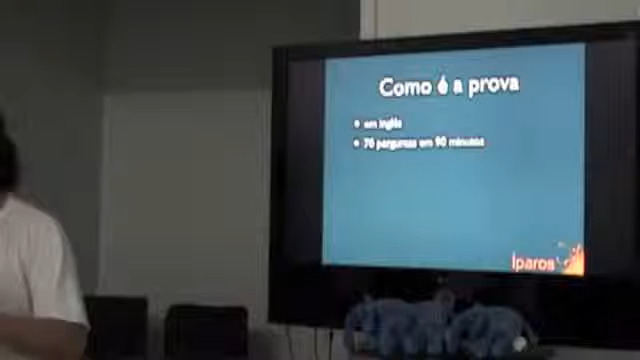 Como é a prova
• em inglês
• 70 perguntas em 90 minutos
iparos